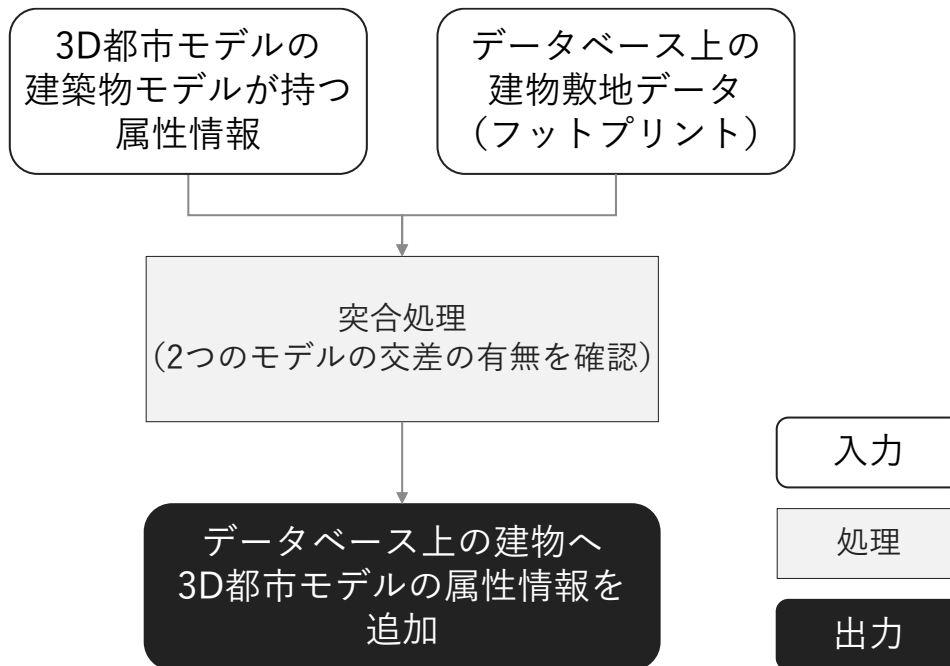 3D都市モデルの
建築物モデルが持つ
属性情報
データベース上の
建物敷地データ
（フットプリント）
突合処理
（2つのモデルの交差の有無を確認）
データベース上の建物へ
3D都市モデルの属性情報を
追加
入力
処理
出力